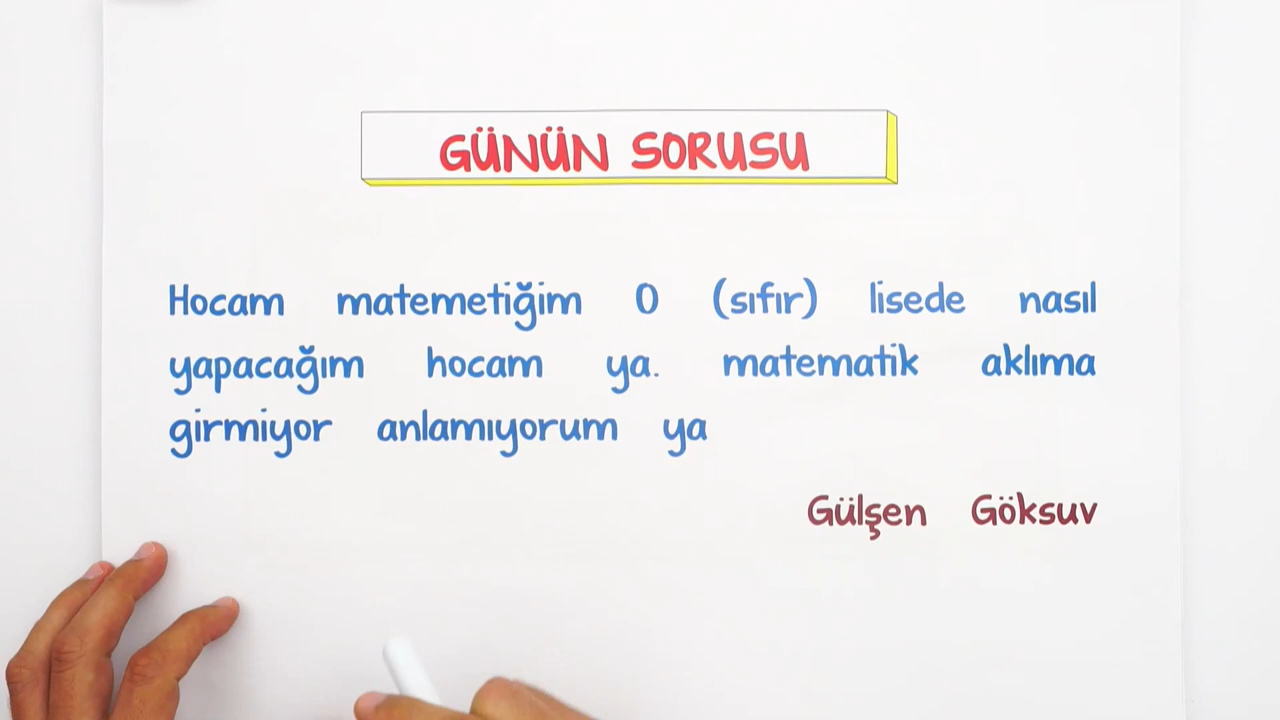 GÜNÜN SORUSU
Hocam matemetiğim 0 (sıfır) lisede nasıl
yapacağım hocam ya. matematik aklıma
girmiyor anlamıyorum ya
Gülşen Göksuv